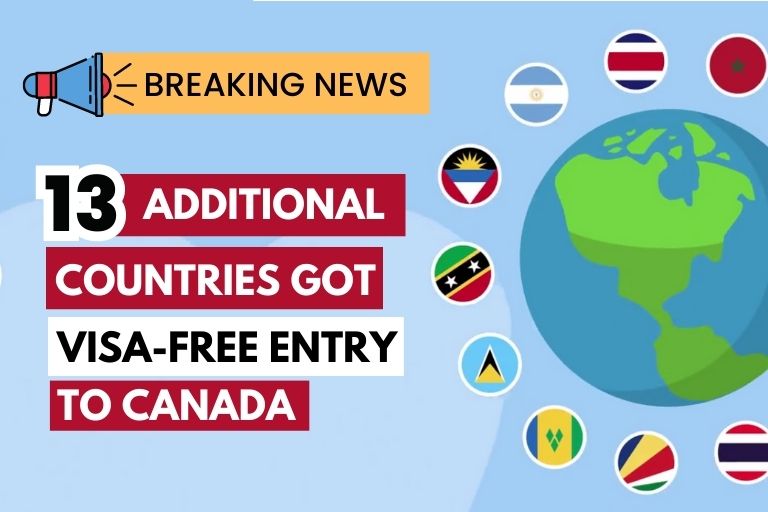 BREAKING NEWS
13 ADDITIONAL
COUNTRIES GOT
VISA-FREE ENTRY
TO CANADA